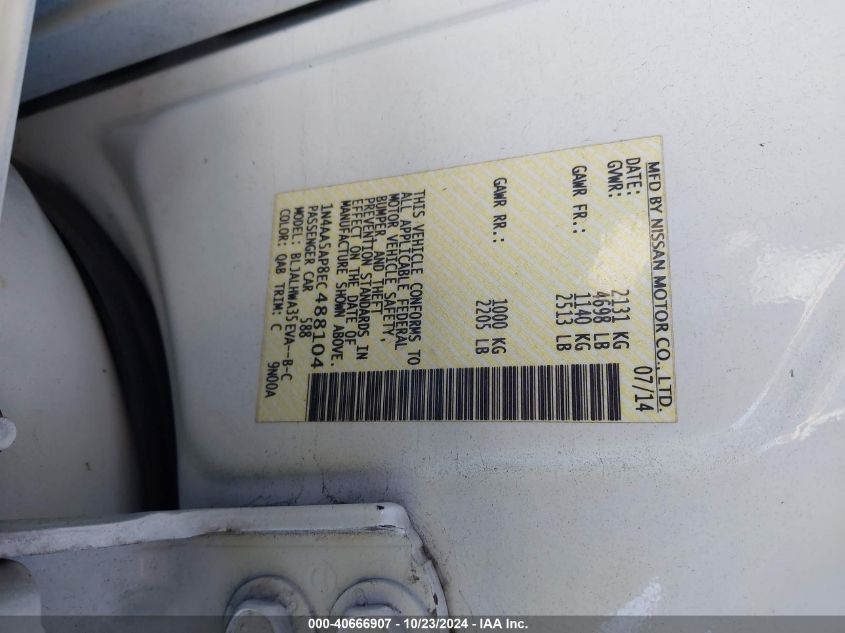 MFD BY NISSAN MOTOR CO., LTD.
DATE: 07/14
GVWR: 2131 KG
4698 LB
GAWR FR.: 1140 KG
2513 LB
GAWR RR.: 1000 KG
2205 LB
THIS VEHICLE CONFORMS TO
ALL APPLICABLE FEDERAL
MOTOR VEHICLE SAFETY,
BUMPER AND THEFT
PREVENTION STANDARDS IN
EFFECT ON THE DATE OF
MANUFACTURE SHOWN ABOVE.
1N4AA5AP8EC488104
PASSENGER CAR 588
MODEL: BLJALHWA35EVA--B-C
COLOR: QAB TRIM: C 9N00A
000-40666907 - 10/23/2024 - © IAA Inc.